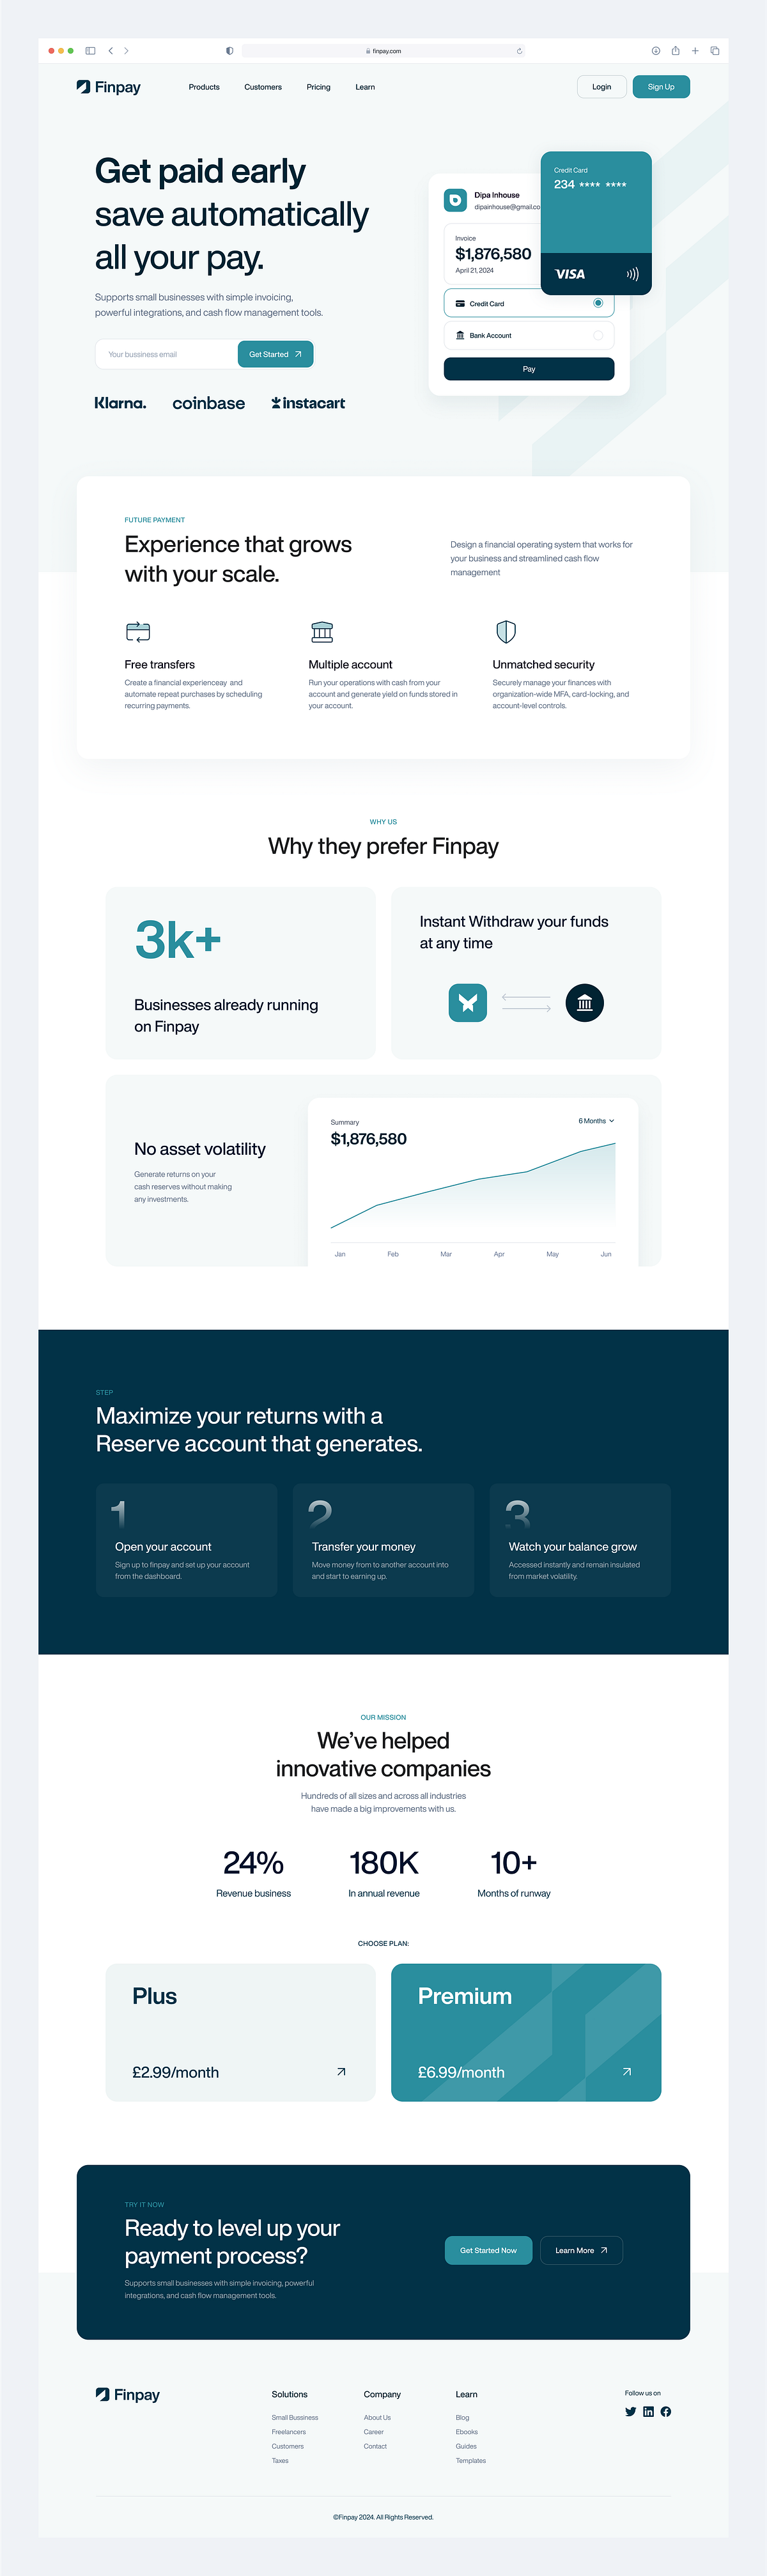 finpay.com
Finpay
Products
Customers
Pricing
Learn
Login
Sign Up
Get paid early
save automatically
all your pay.
Supports small businesses with simple invoicing,
powerful integrations, and cash flow management tools.
Your bussiness email
Get Started
Klarna.
coinbase
instacart
Dipa Inhouse
dipainhouse@gmail.co
Invoice
$1,876,580
April 21, 2024
Credit Card
234 **** ****
VISA
Credit Card
Bank Account
Pay
FUTURE PAYMENT
Experience that grows
with your scale.
Design a financial operating system that works for
your business and streamlined cash flow
management
Free transfers
Create a financial experienceay and
automate repeat purchases by scheduling
recurring payments.
Multiple account
Run your operations with cash from your
account and generate yield on funds stored in
your account.
Unmatched security
Securely manage your finances with
organization-wide MFA, card-locking, and
account-level controls.
WHY US
Why they prefer Finpay
3k+
Businesses already running
on Finpay
Instant Withdraw your funds
at any time
No asset volatility
Generate returns on your
cash reserves without making
any investments.
Summary
$1,876,580
6 Months
Jan
Feb
Mar
Apr
May
Jun
STEP
Maximize your returns with a
Reserve account that generates.
1
Open your account
Sign up to finpay and set up your account
from the dashboard.
2
Transfer your money
Move money from to another account into
and start to earning up.
3
Watch your balance grow
Accessed instantly and remain insulated
from market volatility.
OUR MISSION
We've helped
innovative companies
Hundreds of all sizes and across all industries
have made a big improvements with us.
24%
Revenue business
180K
In annual revenue
10+
Months of runway
CHOOSE PLAN:
Plus
£2.99/month
Premium
£6.99/month
TRY IT NOW
Ready to level up your
payment process?
Supports small businesses with simple invoicing, powerful
integrations, and cash flow management tools.
Get Started Now
Learn More
Finpay
Solutions
Small Bussiness
Freelancers
Customers
Taxes
Company
About Us
Career
Contact
Learn
Blog
Ebooks
Guides
Templates
Follow us on
©Finpay 2024. All Rights Reserved.